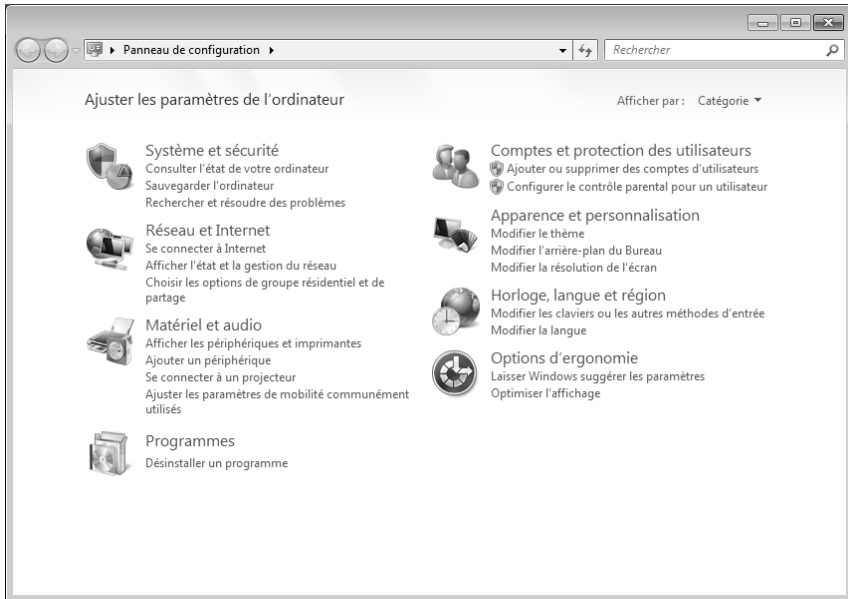 Panneau de configuration
Rechercher
Ajuster les paramètres de l'ordinateur
Afficher par : Catégorie
Système et sécurité
Consulter l'état de votre ordinateur
Sauvegarder l'ordinateur
Rechercher et résoudre des problèmes
Réseau et Internet
Se connecter à Internet
Afficher l'état et la gestion du réseau
Choisir les options de groupe résidentiel et de
partage
Matériel et audio
Afficher les périphériques et imprimantes
Ajouter un périphérique
Se connecter à un projecteur
Ajuster les paramètres de mobilité communément
utilisés
Programmes
Désinstaller un programme
Comptes et protection des utilisateurs
Ajouter ou supprimer des comptes d'utilisateurs
Configurer le contrôle parental pour un utilisateur
Apparence et personnalisation
Modifier le thème
Modifier l'arrière-plan du Bureau
Modifier la résolution de l'écran
Horloge, langue et région
Modifier les claviers ou les autres méthodes d'entrée
Modifier la langue
Options d'ergonomie
Laisser Windows suggérer les paramètres
Optimiser l'affichage